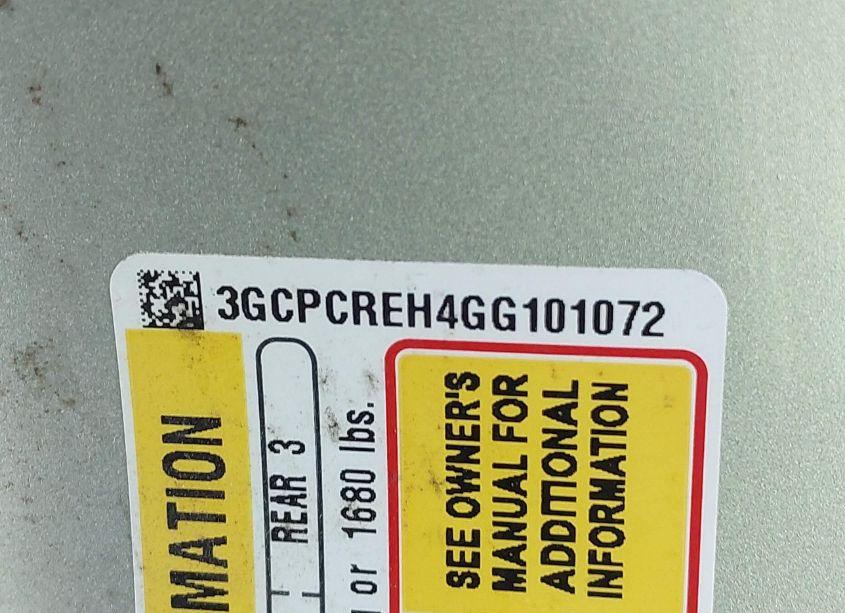 3GCPCREH4GG101072
MATION
REAR 3
or 1680 lbs.
SEE OWNER'S
MANUAL FOR
ADDITIONAL
INFORMATION